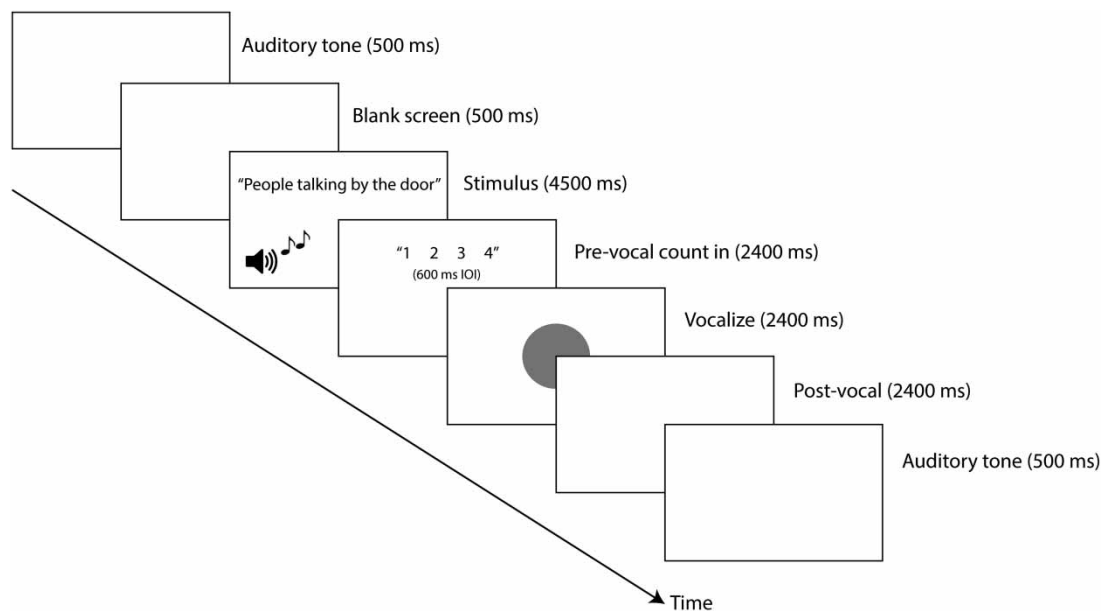 Auditory tone (500 ms)
Blank screen (500 ms)
“People talking by the door”
Stimulus (4500 ms)
“1 2 3 4”
(600 ms IOI)
Pre-vocal count in (2400 ms)
Vocalize (2400 ms)
Post-vocal (2400 ms)
Auditory tone (500 ms)
Time